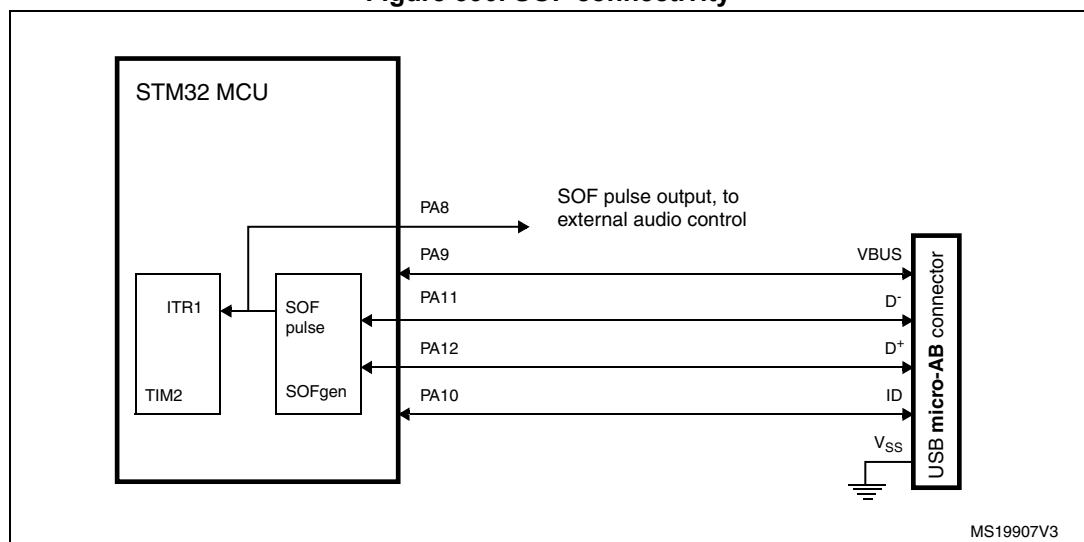 STM32 MCU
PA8
SOF pulse output, to
external audio control
PA9
VBUS
ITR1
SOF
pulse
PA11
D-
PA12
D+
TIM2
SOFgen
PA10
ID
VSS
USB micro-AB connector
MS19907V3